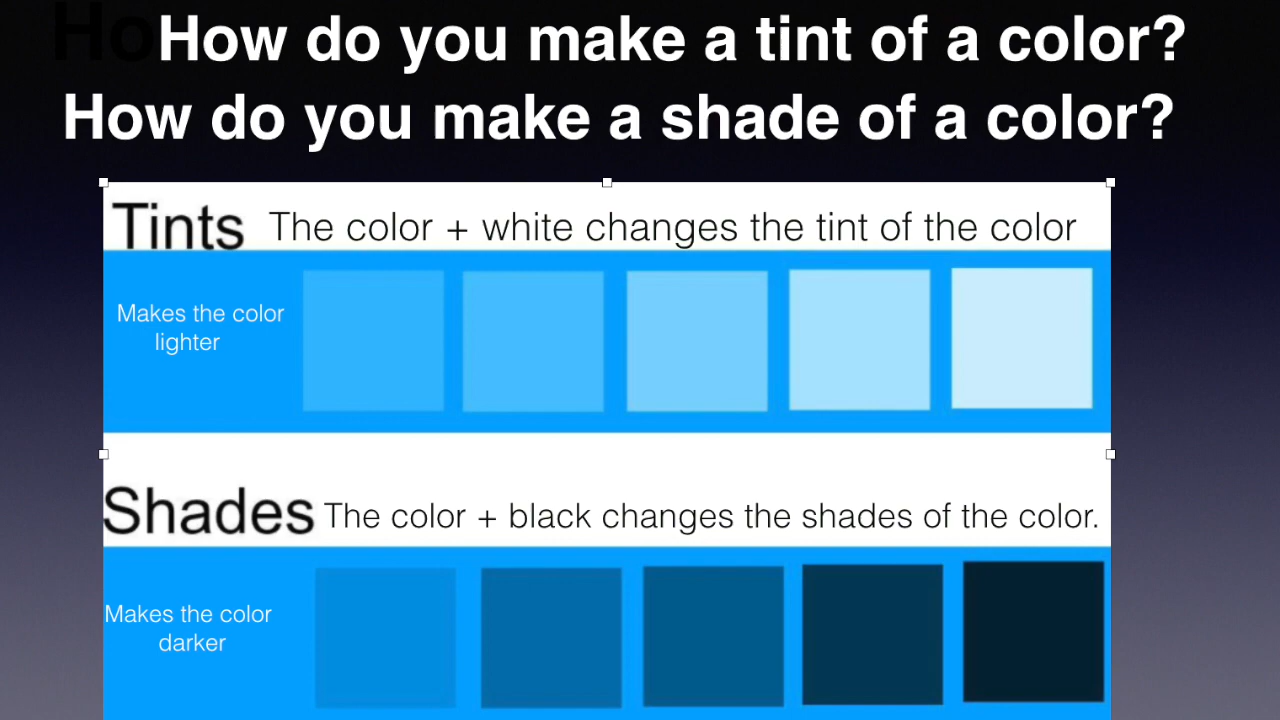 How do you make a tint of a color?
How do you make a shade of a color?
Tints The color + white changes the tint of the color
Makes the color
lighter
Shades The color + black changes the shades of the color.
Makes the color
darker